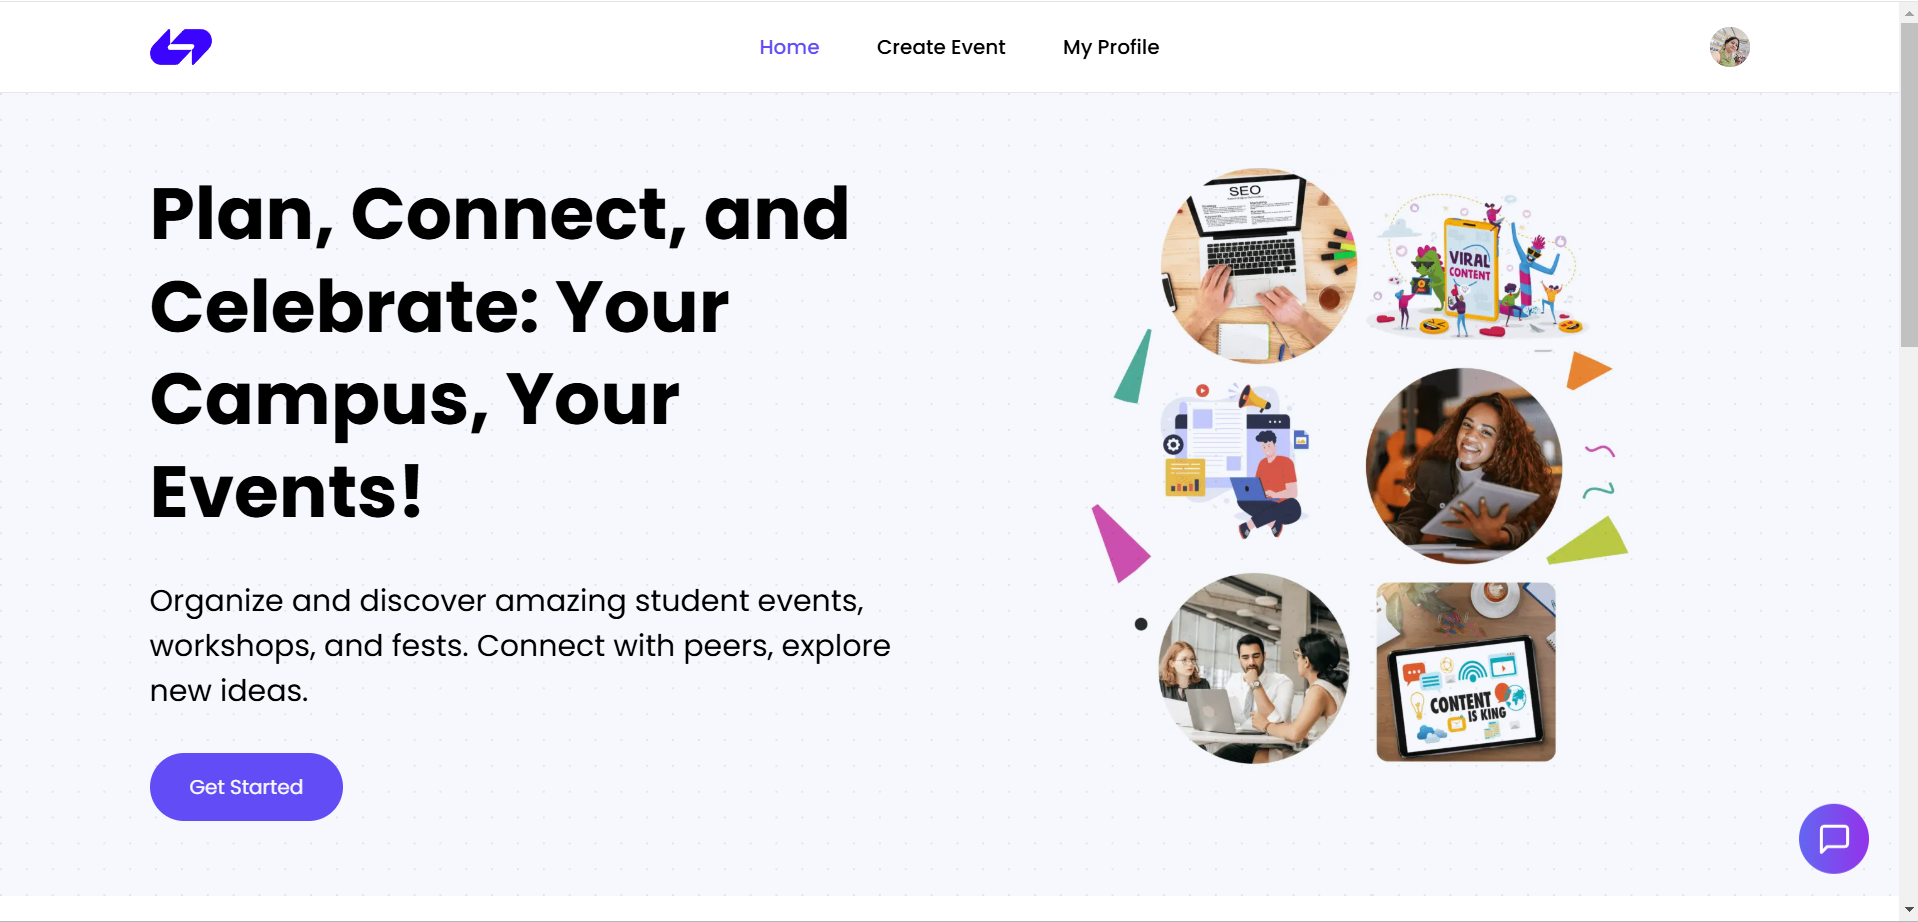 Home Create Event My Profile
Plan, Connect, and
Celebrate: Your
Campus, Your
Events!
Organize and discover amazing student events,
workshops, and fests. Connect with peers, explore
new ideas.
Get Started
SEO
VIRAL
CONTENT
CONTENT
IS KING